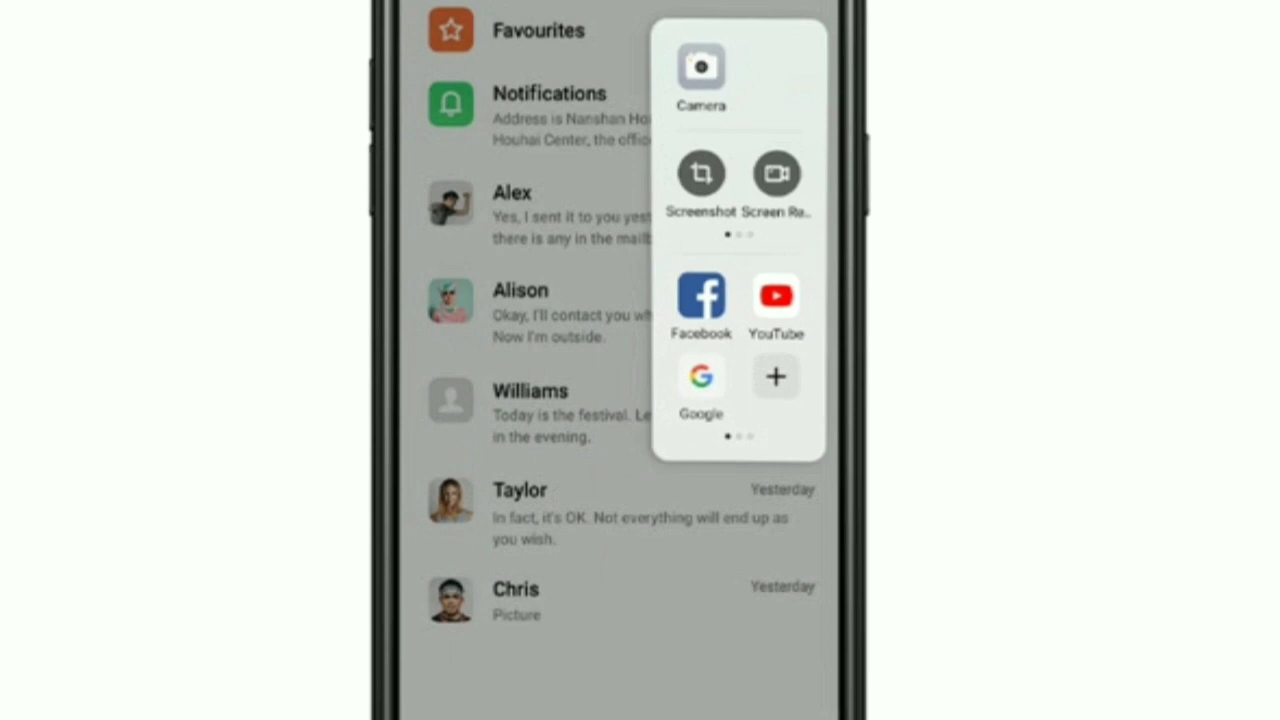 Favourites
Camera
Notifications
Address is Nanshan Ho
Houhai Center, the offic
Screenshot Screen Re..
Alex
Yes, I sent it to you yest
there is any in the mailb
Alison
Okay, I'll contact you wh
Now I'm outside.
Facebook YouTube
Williams
Today is the festival. Le
in the evening.
Google
Taylor Yesterday
In fact, it's OK. Not everything will end up as
you wish.
Chris Yesterday
Picture